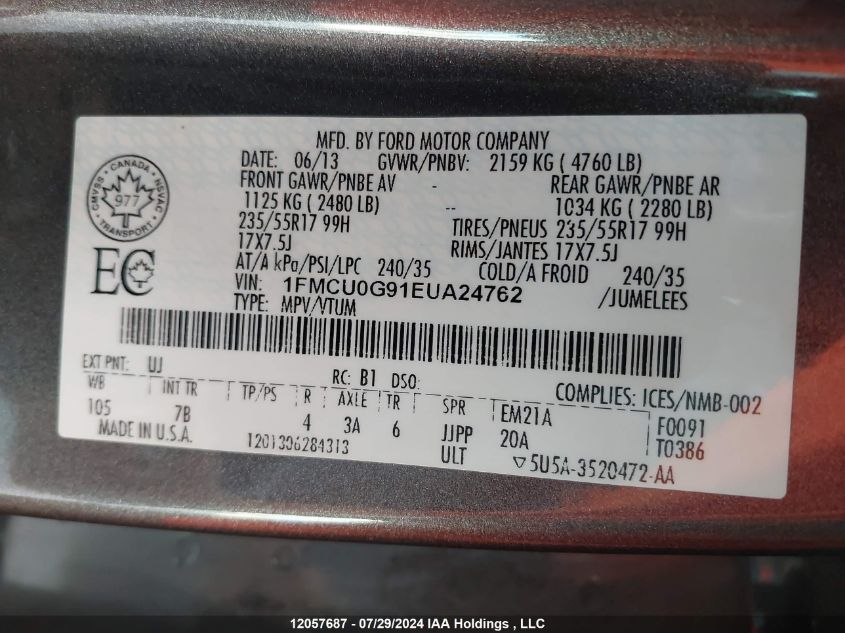 MFD. BY FORD MOTOR COMPANY
DATE: 06/13 GVWR/PNBV: 2159 KG ( 4760 LB)
FRONT GAWR/PNBE AV - REAR GAWR/PNBE AR
1125 KG ( 2480 LB) -- 1034 KG ( 2280 LB)
235/55R17 99H TIRES/PNEUS 235/55R17 99H
17X7.5J RIMS/JANTES 17X7.5J
AT/A kPa/PSI/LPC 240/35 COLD/A FROID 240/35
VIN: 1FMCU0G91EUA24762 /JUMELEES
TYPE: MPV/VTUM
CANADA
CMVSS 977 NSVAC
TRANSPORT
EC
EXT PNT: UJ RC: B1 DSO: COMPLIES: ICES/NMB-002
WB INT TR TP/PS R AXLE TR SPR EM21A F0091
105 7B 4 3A 6 JJPP 20A T0386
MADE IN U.S.A. 1201306284313 ULT ▽5U5A-3520472-AA
12057687 - 07/29/2024 IAA Holdings , LLC